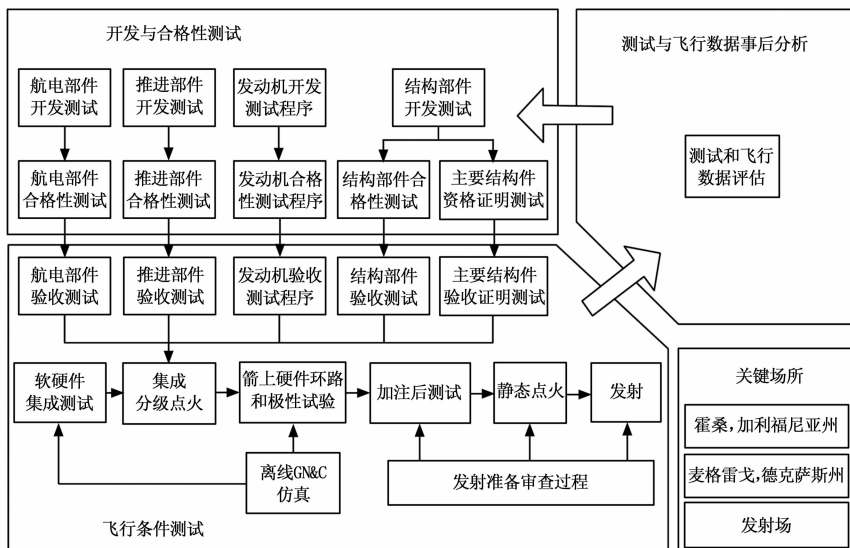 开发与合格性测试
测试与飞行数据事后分析
航电部件
开发测试
推进部件
开发测试
发动机开发
测试程序
结构部件
开发测试
测试和飞行
数据评估
航电部件
合格性测试
推进部件
合格性测试
发动机合格
性测试程序
结构部件合
格性测试
主要结构件
资格证明测试
航电部件
验收测试
推进部件
验收测试
发动机验收
测试程序
结构部件
验收测试
主要结构件
验收证明测试
软硬件
集成测试
集成
分级点火
箭上硬件环路
和极性试验
加注后测试
静态点火
发射
离线GN&C
仿真
发射准备审查过程
飞行条件测试
关键场所
霍桑,加利福尼亚州
麦格雷戈,德克萨斯州
发射场